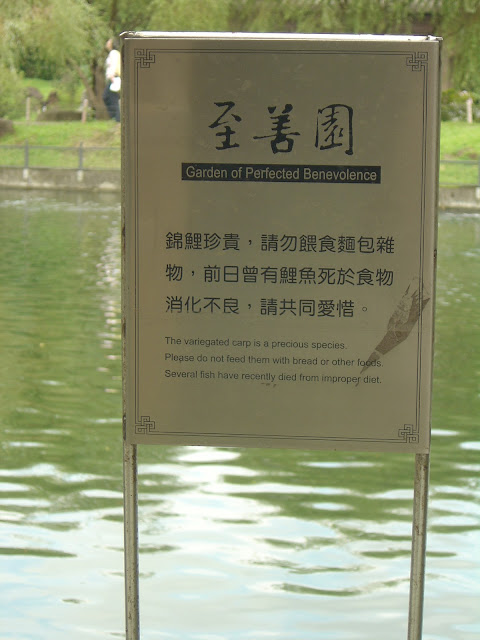 至善園
Garden of Perfected Benevolence
錦鯉珍貴，請勿餵食麵包雜
物，前日曾有鯉魚死於食物
消化不良，請共同愛惜。
The variegated carp is a precious species.
Please do not feed them with bread or other foods.
Several fish have recently died from improper diet.